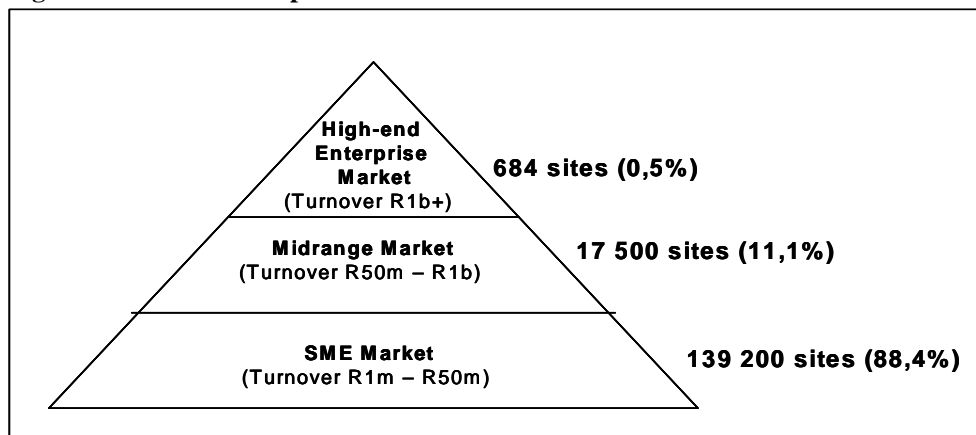 High-end
Enterprise
Market
(Turnover R1b+)
684 sites (0,5%)
Midrange Market
(Turnover R50m – R1b)
17 500 sites (11,1%)
SME Market
(Turnover R1m – R50m)
139 200 sites (88,4%)